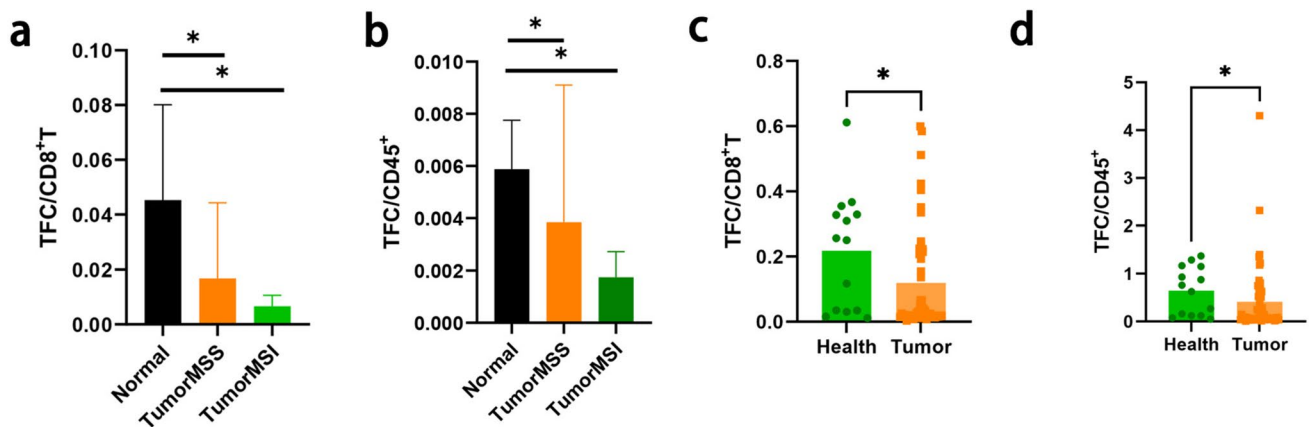 a
TFC/CD8⁺T
0.10
0.08
0.06
0.04
0.02
0.00
*
*
Normal
TumorMSS
TumorMSI
b
TFC/CD45⁺
0.010
0.008
0.006
0.004
0.002
0.000
*
*
Normal
TumorMSS
TumorMSI
c
TFC/CD8⁺T
0.8
0.6
0.4
0.2
0.0
*
Health
Tumor
d
TFC/CD45⁺
5
4
3
2
1
0
*
Health
Tumor